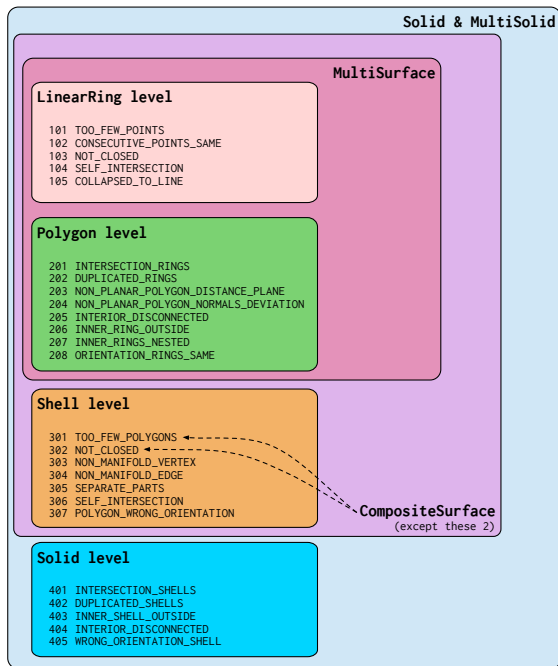 Solid & MultiSolid
MultiSurface
LinearRing level
101 TOO_FEW_POINTS
102 CONSECUTIVE_POINTS_SAME
103 NOT_CLOSED
104 SELF_INTERSECTION
105 COLLAPSED_TO_LINE
Polygon level
201 INTERSECTION_RINGS
202 DUPLICATED_RINGS
203 NON_PLANAR_POLYGON_DISTANCE_PLANE
204 NON_PLANAR_POLYGON_NORMALS_DEVIATION
205 INTERIOR_DISCONNECTED
206 INNER_RING_OUTSIDE
207 INNER_RINGS_NESTED
208 ORIENTATION_RINGS_SAME
Shell level
301 TOO_FEW_POLYGONS
302 NOT_CLOSED
303 NON_MANIFOLD_VERTEX
304 NON_MANIFOLD_EDGE
305 SEPARATE_PARTS
306 SELF_INTERSECTION
307 POLYGON_WRONG_ORIENTATION
CompositeSurface
(except these 2)
Solid level
401 INTERSECTION_SHELLS
402 DUPLICATED_SHELLS
403 INNER_SHELL_OUTSIDE
404 INTERIOR_DISCONNECTED
405 WRONG_ORIENTATION_SHELL